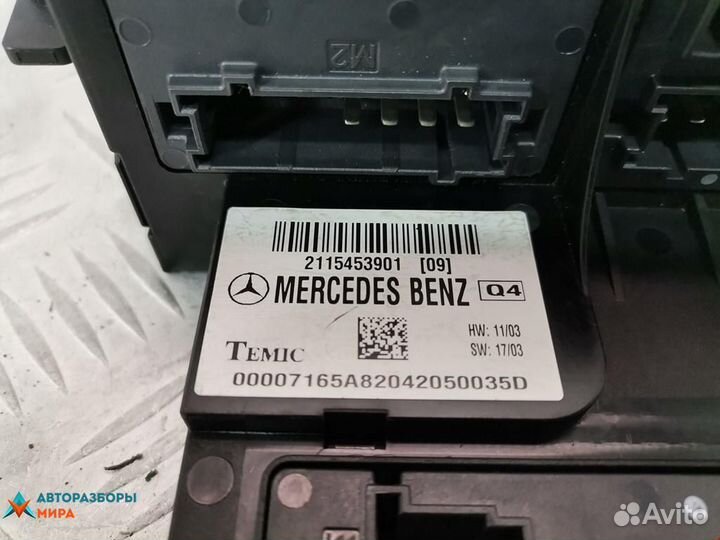 M2
2115453901 [09]
MERCEDES BENZ Q4
HW: 11/03
SW: 17/03
TEMIC
00007165A82042050035D
АВТОРАЗБОРЫ
МИРА
Avito